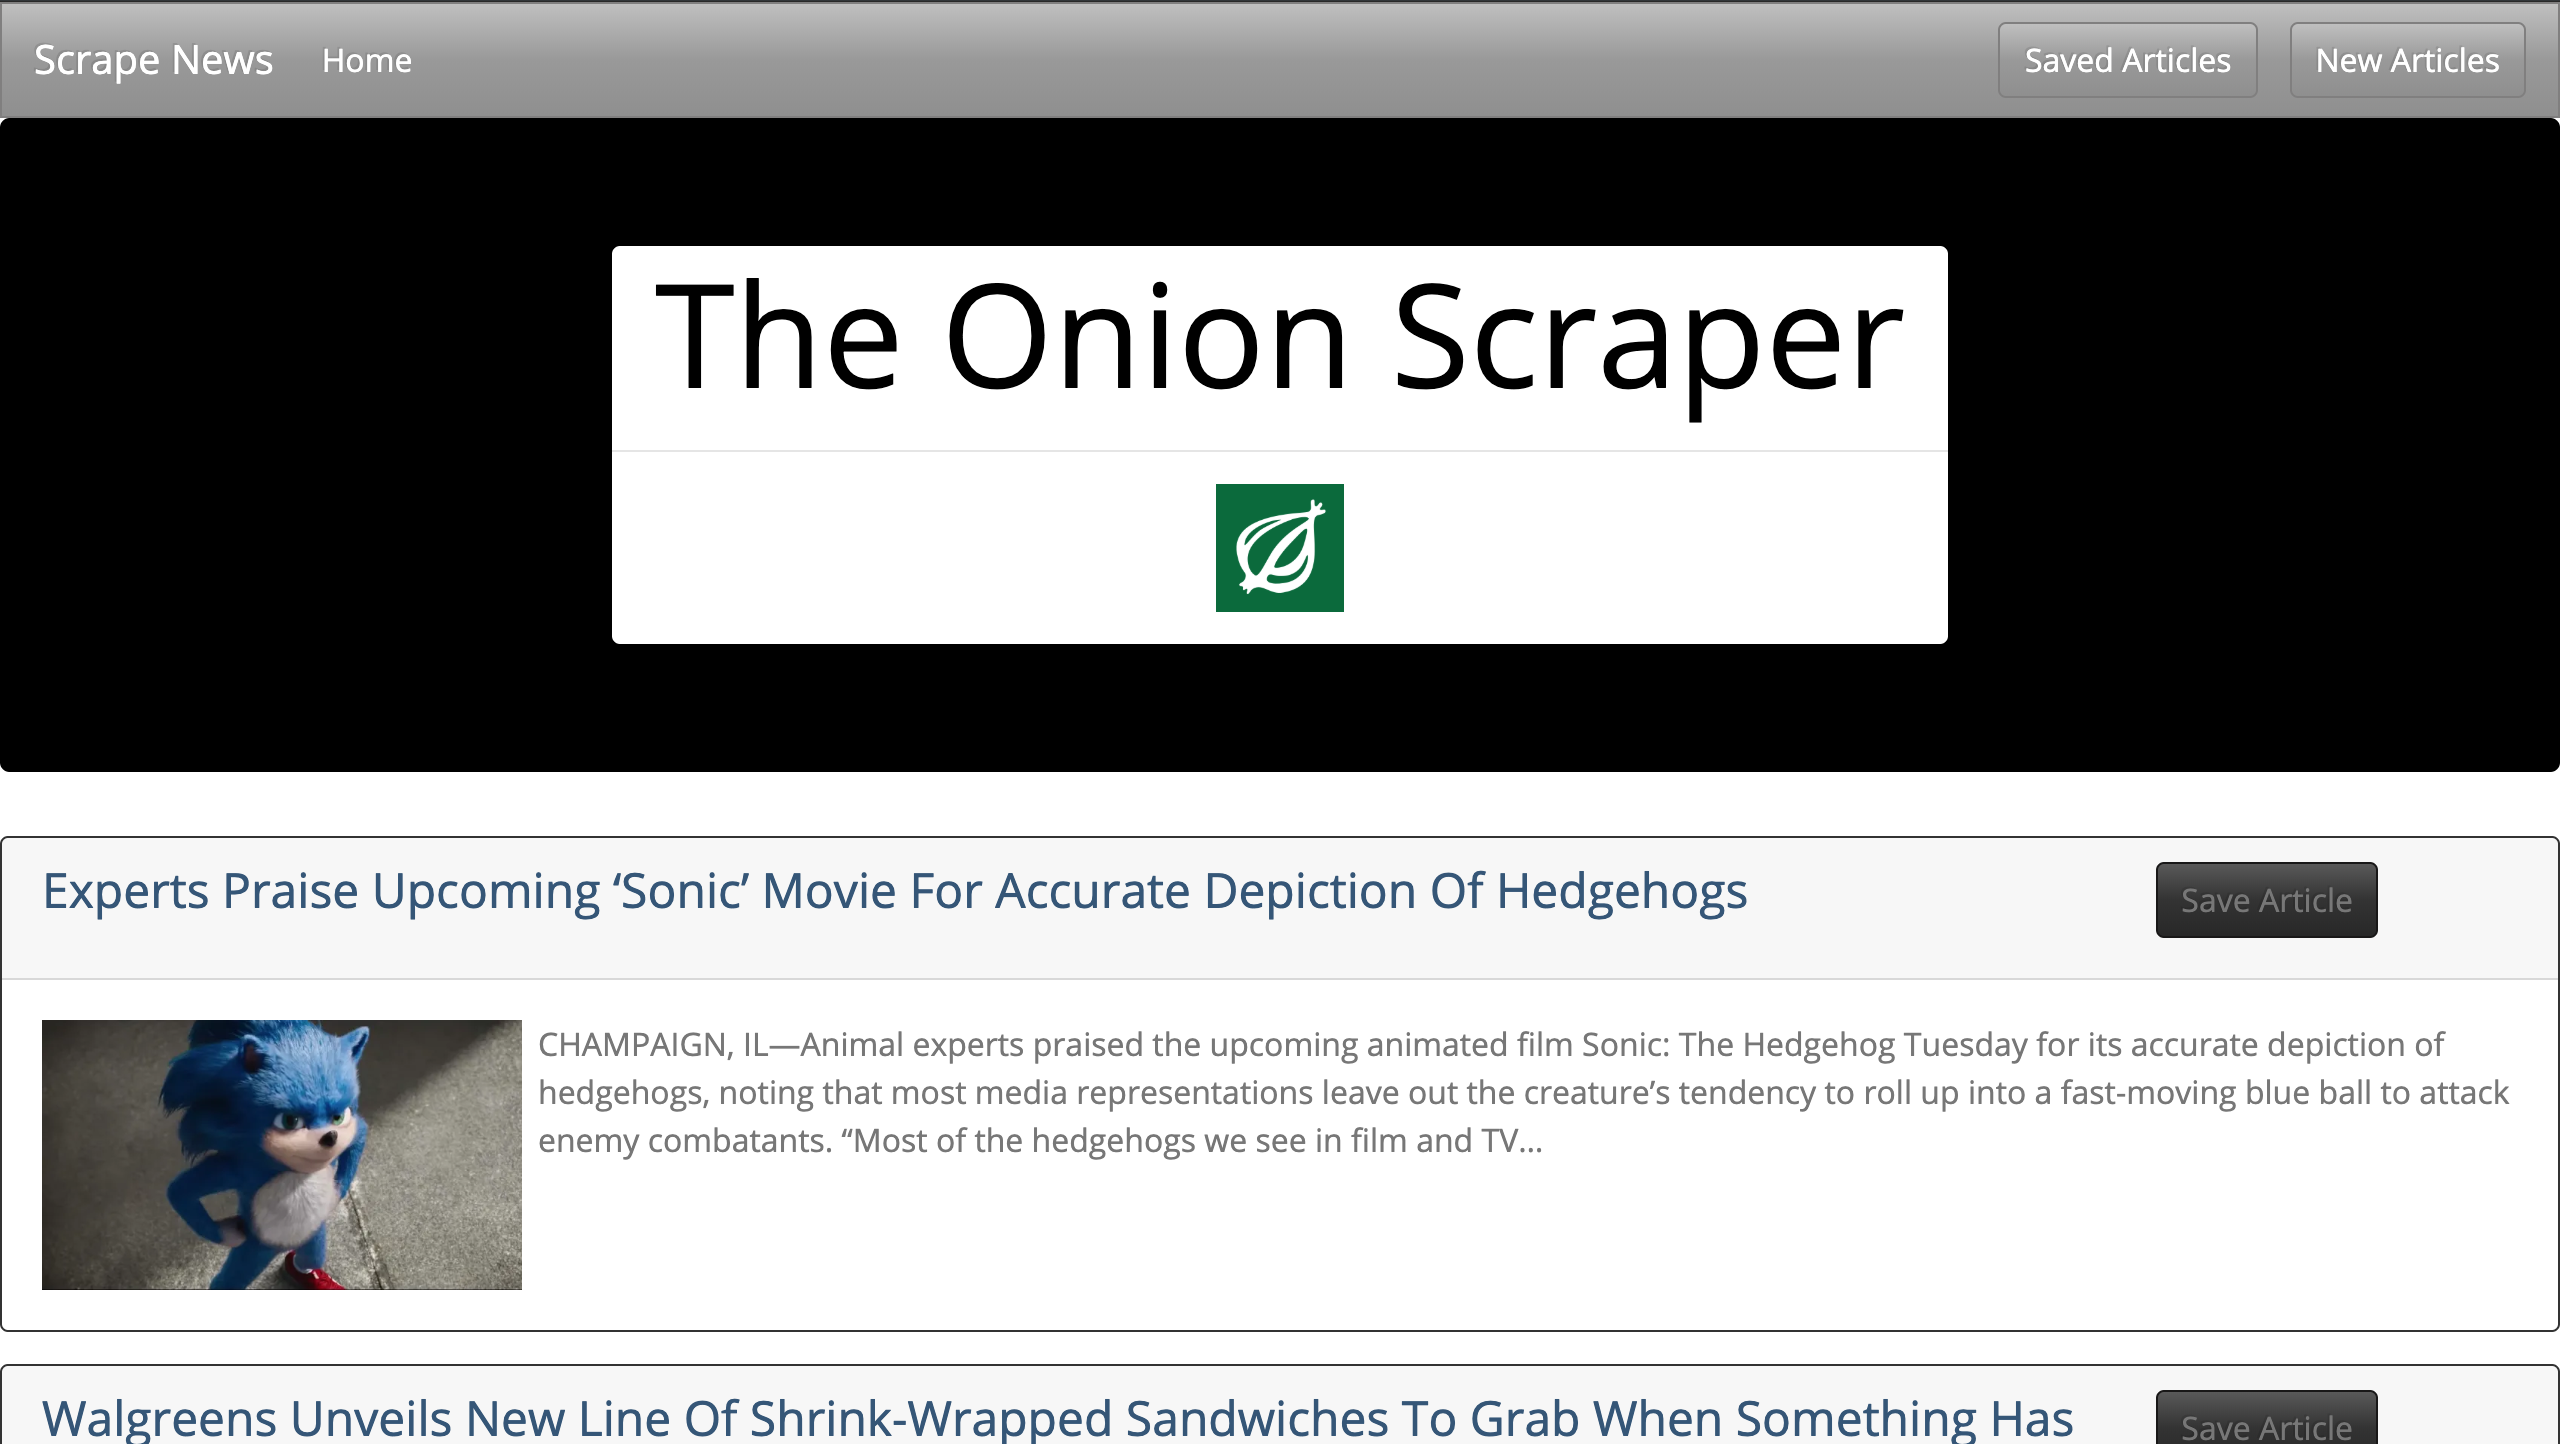 Scrape News Home Saved Articles New Articles
The Onion Scraper
Experts Praise Upcoming ‘Sonic’ Movie For Accurate Depiction Of Hedgehogs
Save Article
CHAMPAIGN, IL—Animal experts praised the upcoming animated film Sonic: The Hedgehog Tuesday for its accurate depiction of
hedgehogs, noting that most media representations leave out the creature’s tendency to roll up into a fast-moving blue ball to attack
enemy combatants. “Most of the hedgehogs we see in film and TV...
Walgreens Unveils New Line Of Shrink-Wrapped Sandwiches To Grab When Something Has
Save Article